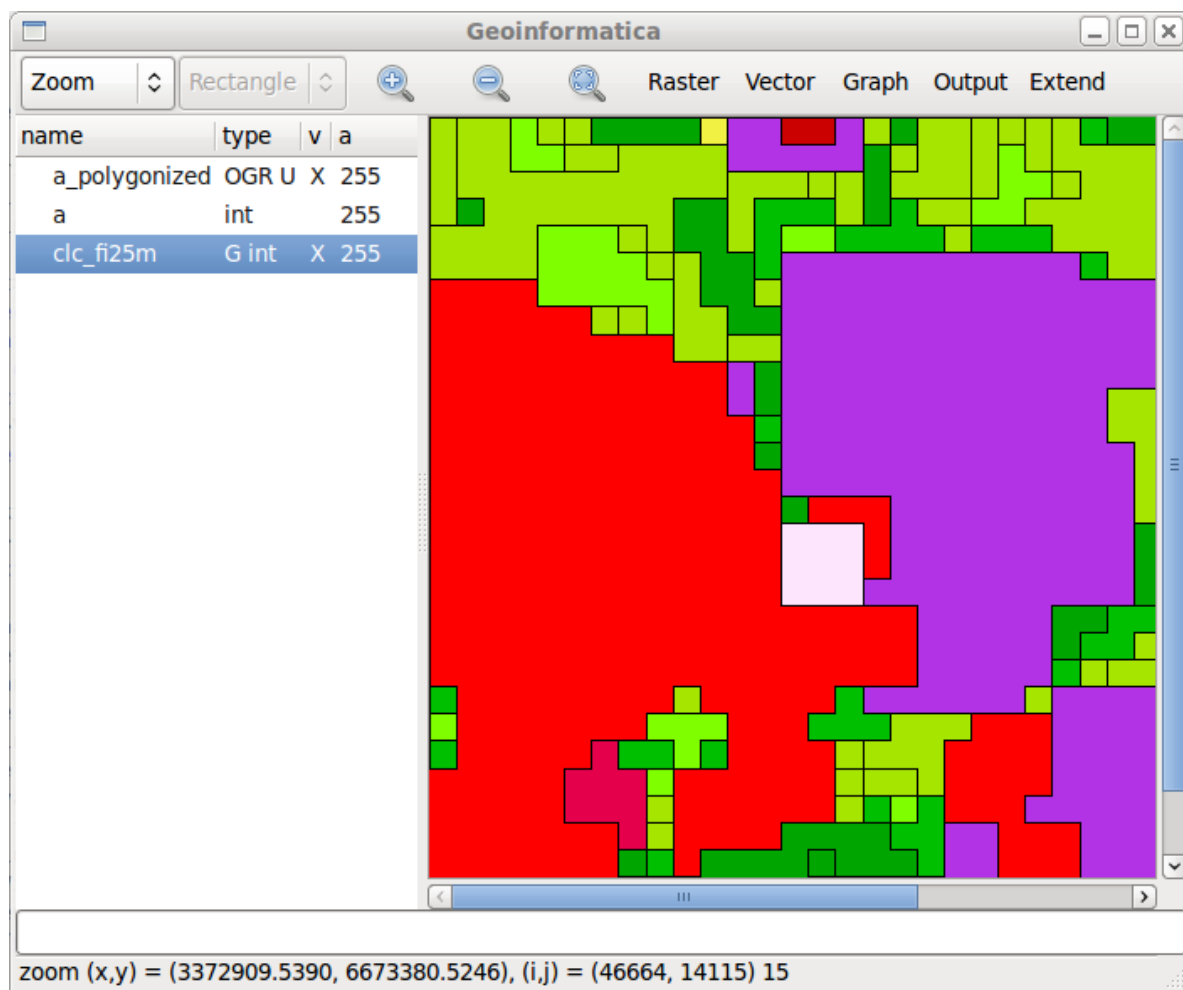 Geoinformatica
Zoom Rectangle Raster Vector Graph Output Extend
name type v a
a_polygonized OGR U X 255
a int 255
clc_fi25m G int X 255
zoom (x,y) = (3372909.5390, 6673380.5246), (i,j) = (46664, 14115) 15